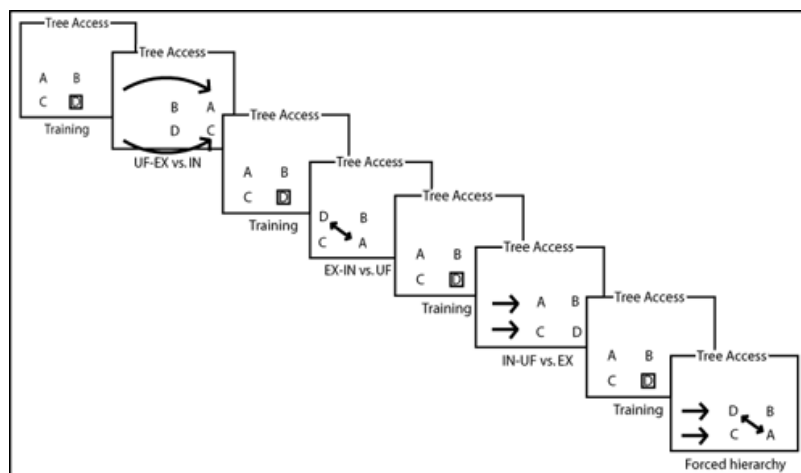 Tree Access
A B
C D
Training
Tree Access
B A
D C
UF-EX vs. IN
Tree Access
A B
C D
Training
Tree Access
D B
C A
EX-IN vs. UF
Tree Access
A B
C D
Training
Tree Access
A B
C D
IN-UF vs. EX
Tree Access
A B
C D
Training
Tree Access
D B
C A
Forced hierarchy